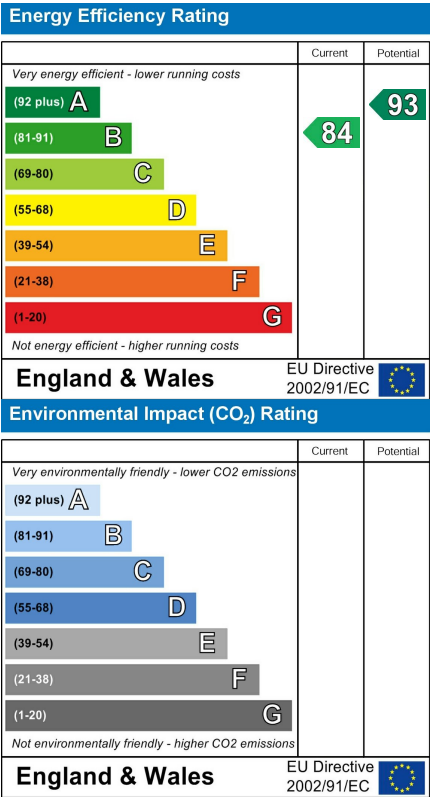 Energy Efficiency Rating
Current Potential
Very energy efficient - lower running costs
(92 plus) A
93
(81-91) B
84
(69-80) C
(55-68) D
(39-54) E
(21-38) F
(1-20) G
Not energy efficient - higher running costs
England & Wales
EU Directive
2002/91/EC
Environmental Impact (CO₂) Rating
Current Potential
Very environmentally friendly - lower CO2 emissions
(92 plus) A
(81-91) B
(69-80) C
(55-68) D
(39-54) E
(21-38) F
(1-20) G
Not environmentally friendly - higher CO2 emissions
England & Wales
EU Directive
2002/91/EC